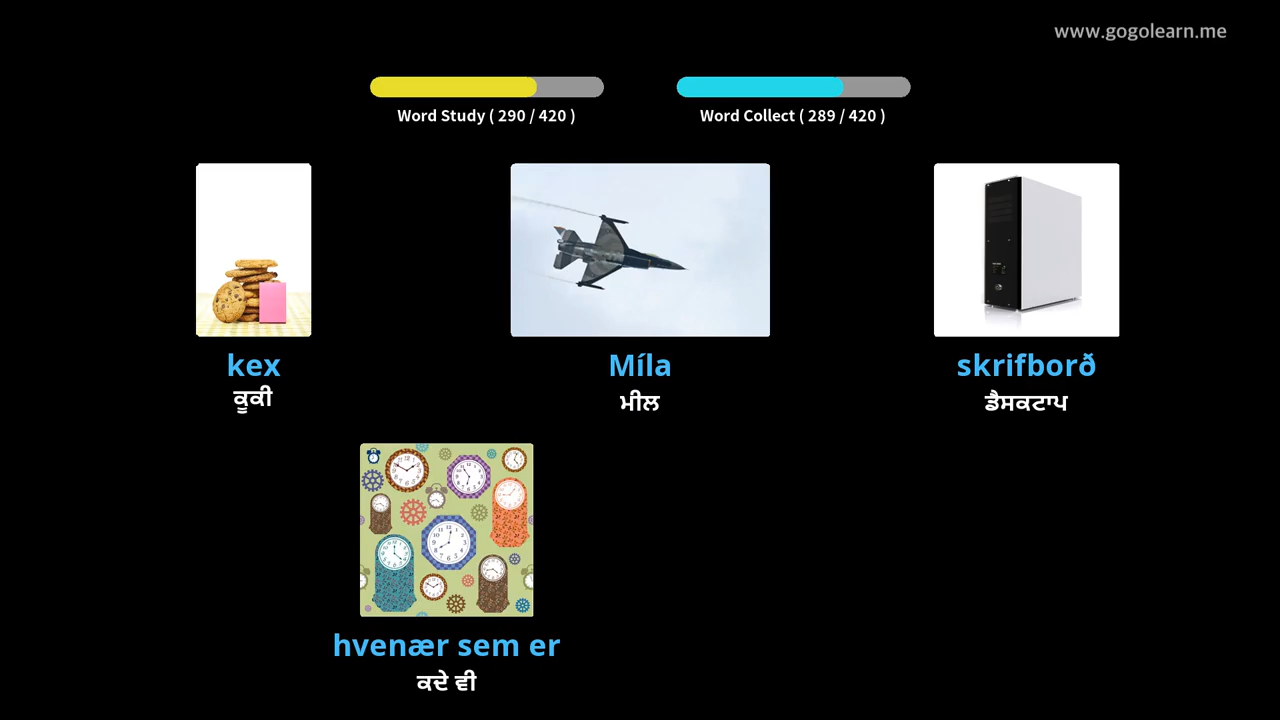 www.gogolearn.me
Word Study ( 290 / 420 )
Word Collect ( 289 / 420 )
kex
ਕੂਕੀ
Míla
ਮੀਲ
skrifborð
ਡੈਸਕਟਾਪ
hvenær sem er
ਕਦੇ ਵੀ